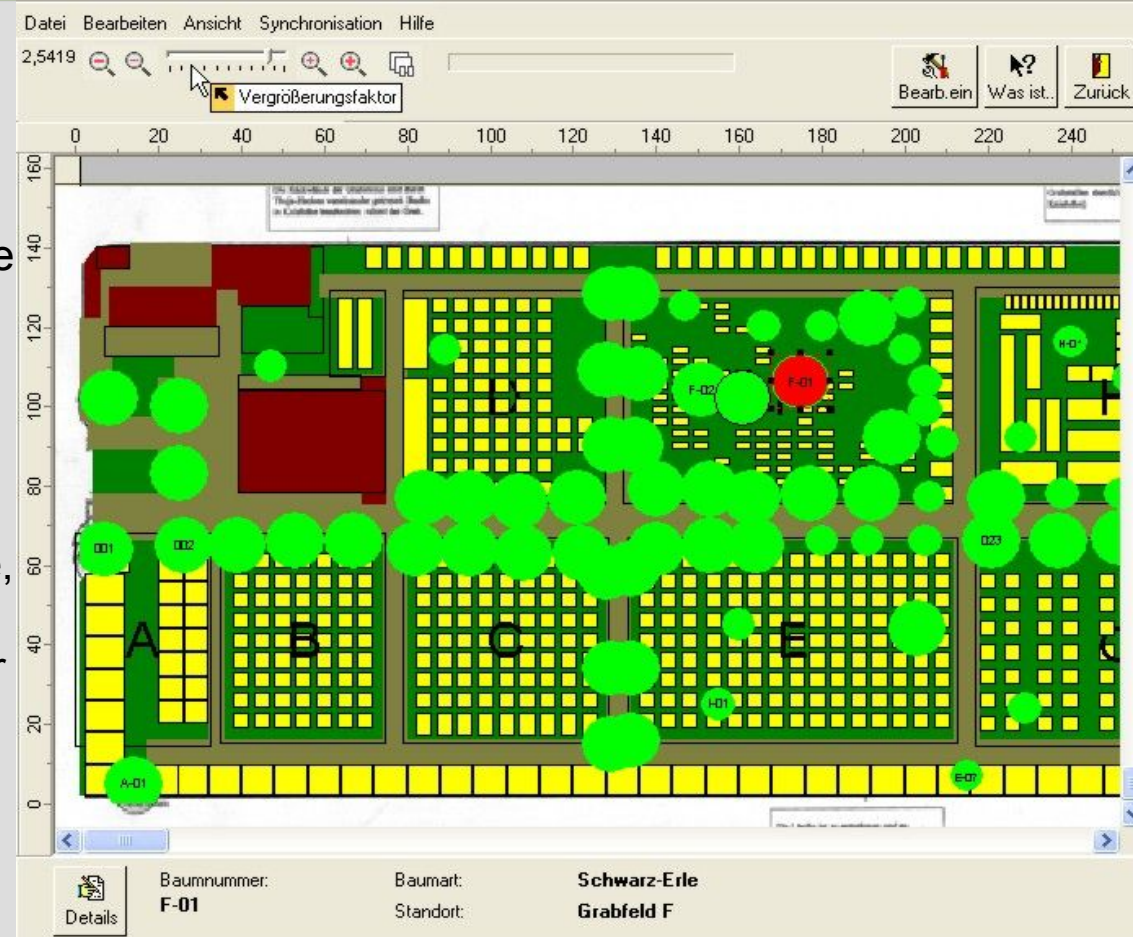 Datei Bearbeiten Ansicht Synchronisation Hilfe
2,5419
Vergrößerungsfaktor
Bearb.ein Was ist.. Zurück
0 20 40 60 80 100 120 140 160 180 200 220 240
160
140
120
100
80
60
40
20
0
D
F-02
F-01
H-01
001
002
023
A
B
C
E
I-01
A-01
E-07
Details
Baumnummer: Baumart: Schwarz-Erle
F-01 Standort: Grabfeld F